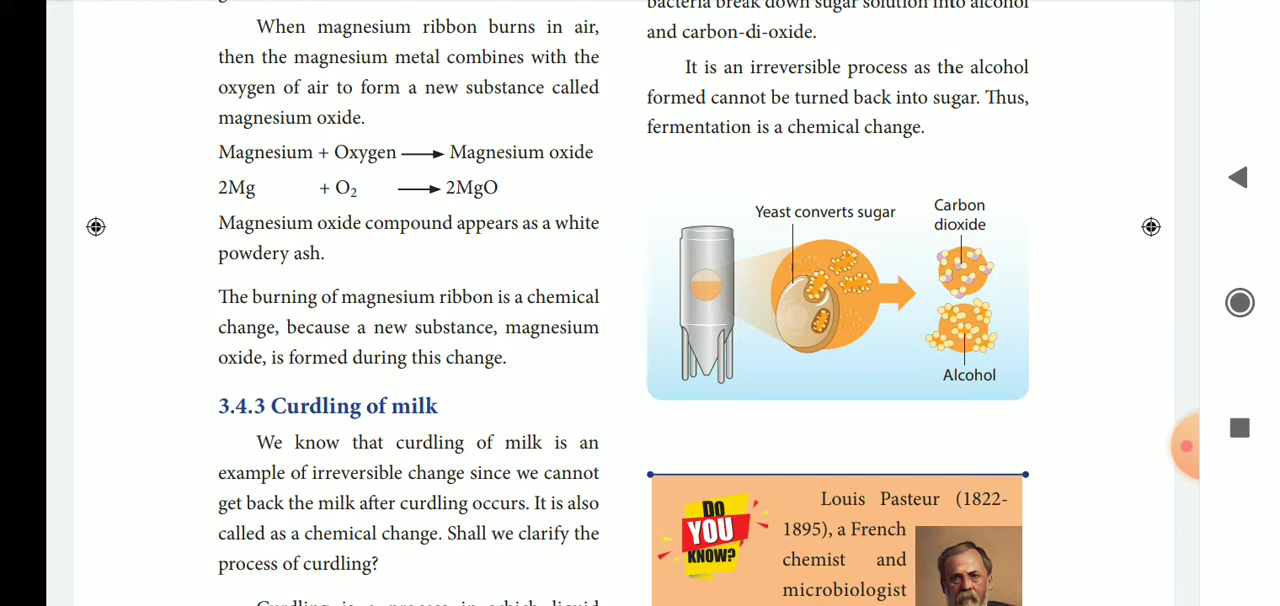 When magnesium ribbon burns in air,
then the magnesium metal combines with the
oxygen of air to form a new substance called
magnesium oxide.
Magnesium + Oxygen ⟶ Magnesium oxide
2Mg + O₂ ⟶ 2MgO
Magnesium oxide compound appears as a white
powdery ash.
The burning of magnesium ribbon is a chemical
change, because a new substance, magnesium
oxide, is formed during this change.
3.4.3 Curdling of milk
We know that curdling of milk is an
example of irreversible change since we cannot
get back the milk after curdling occurs. It is also
called as a chemical change. Shall we clarify the
process of curdling?
Curdling is a process in which liquid
bacteria break down sugar solution into alcohol
and carbon-di-oxide.
It is an irreversible process as the alcohol
formed cannot be turned back into sugar. Thus,
fermentation is a chemical change.
Yeast converts sugar
Carbon
dioxide
Alcohol
DO
YOU
KNOW?
Louis Pasteur (1822-
1895), a French
chemist and
microbiologist